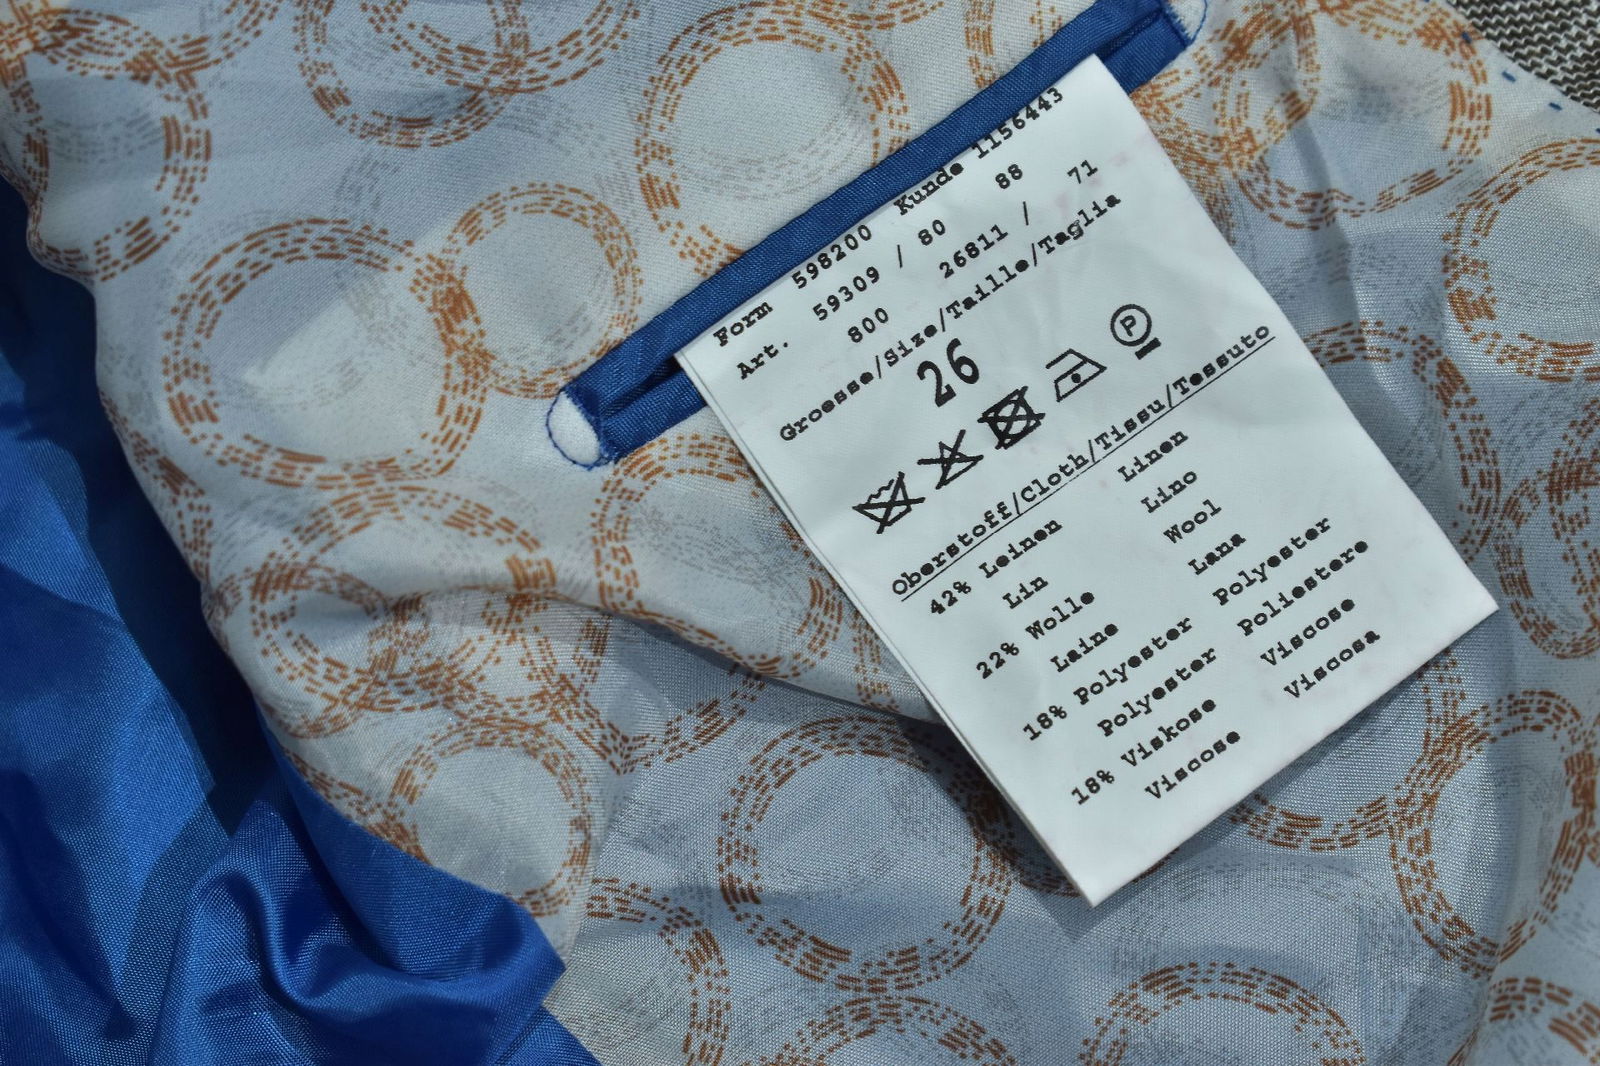 Form 598200 Kunde 1156443
Art. 59309 / 80 88
800 26811 / 71
Groesse/Size/Taille/Taglia
26
P
Oberstoff/Cloth/Tissu/Tessuto
42% Leinen Linen
Lin Lino
22% Wolle Wool
Laine Lana
18% Polyester Polyester
Polyester Poliestere
18% Viskose Viscose
Viscose Viscosa